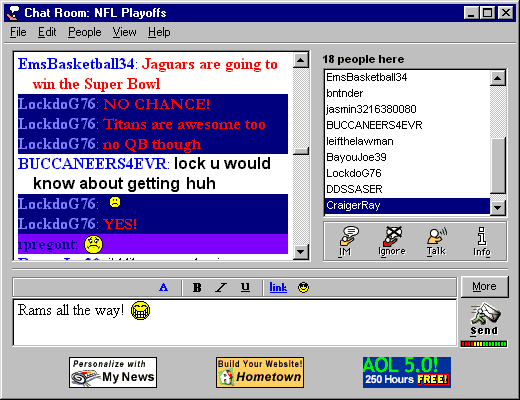 Chat Room: NFL Playoffs
File Edit People View Help
EmsBasketball34: Jaguars are going to
win the Super Bowl
LockdoG76: NO CHANCE!
LockdoG76: Titans are awesome too
LockdoG76: no QB though
BUCCANEERS4EVR: lock u would
know about getting huh
LockdoG76:
LockdoG76: YES!
rpregont:
18 people here
EmsBasketball34
bntnder
jasmin3216380080
BUCCANEERS4EVR
leifthelawman
BayouJoe39
LockdoG76
DDSSASER
CraigerRay
IM Ignore Talk Info
A B I U link
More
Rams all the way!
Send
Personalize with
My News
Build Your Website!
Hometown
AOL 5.0!
250 Hours FREE!